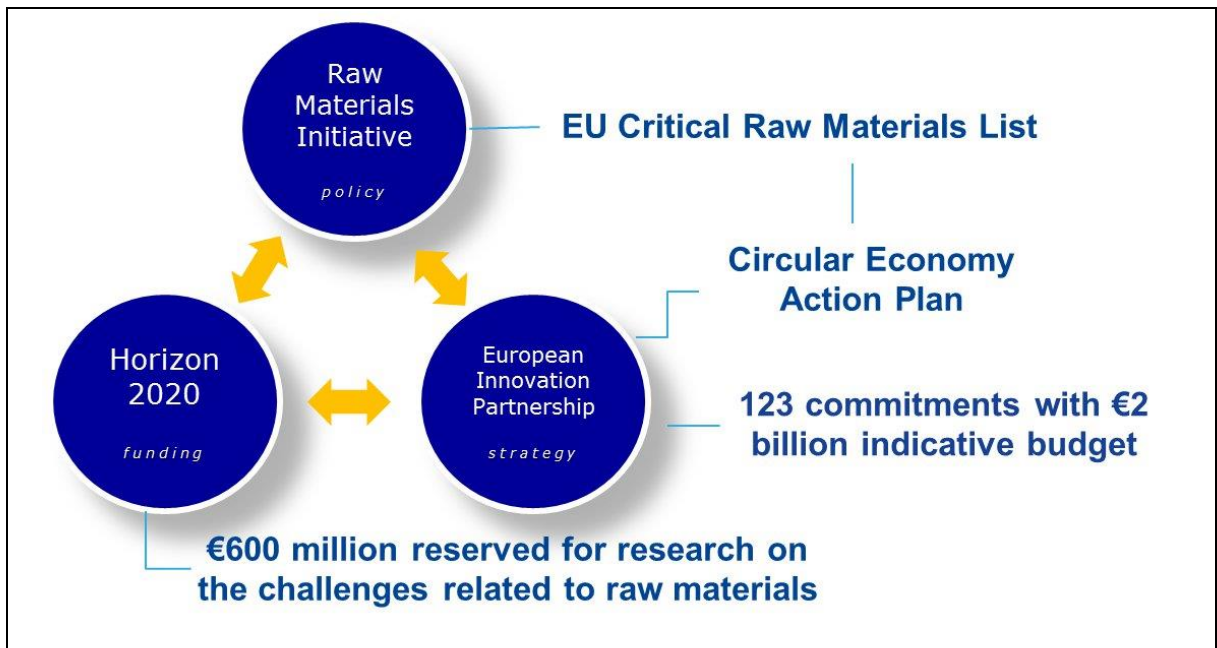 Raw
Materials
Initiative
policy
EU Critical Raw Materials List
Circular Economy
Action Plan
Horizon
2020
funding
European
Innovation
Partnership
strategy
123 commitments with €2
billion indicative budget
€600 million reserved for research on
the challenges related to raw materials